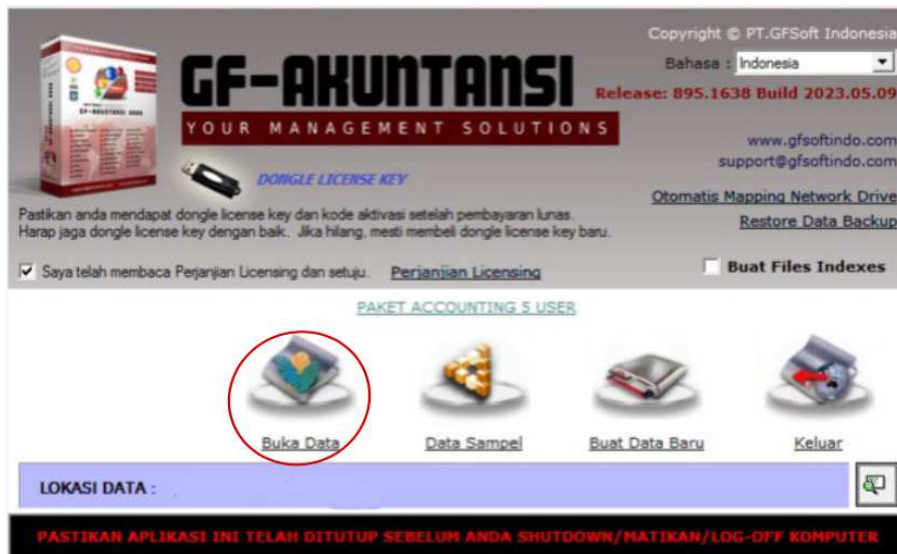 Copyright © PT.GFSoft Indonesia
Bahasa : Indonesia
GF-AKUNTANSI
Release: 895.1638 Build 2023.05.09
YOUR MANAGEMENT SOLUTIONS
www.gfsoftindo.com
support@gfsoftindo.com
DONGLE LICENSE KEY
Otomatis Mapping Network Drive
Pastikan anda mendapat dongle license key dan kode aktivasi setelah pembayaran lunas.
Restore Data Backup
Harap jaga dongle license key dengan baik. Jika hilang, mesti membeli dongle license key baru.
Saya telah membaca Perjanjian Licensing dan setuju. Perjanjian Licensing
Buat Files Indexes
PAKET ACCOUNTING 5 USER
Buka Data Data Sampel Buat Data Baru Keluar
LOKASI DATA :
PASTIKAN APLIKASI INI TELAH DITUTUP SEBELUM ANDA SHUTDOWN/MATIKAN/LOG-OFF KOMPUTER